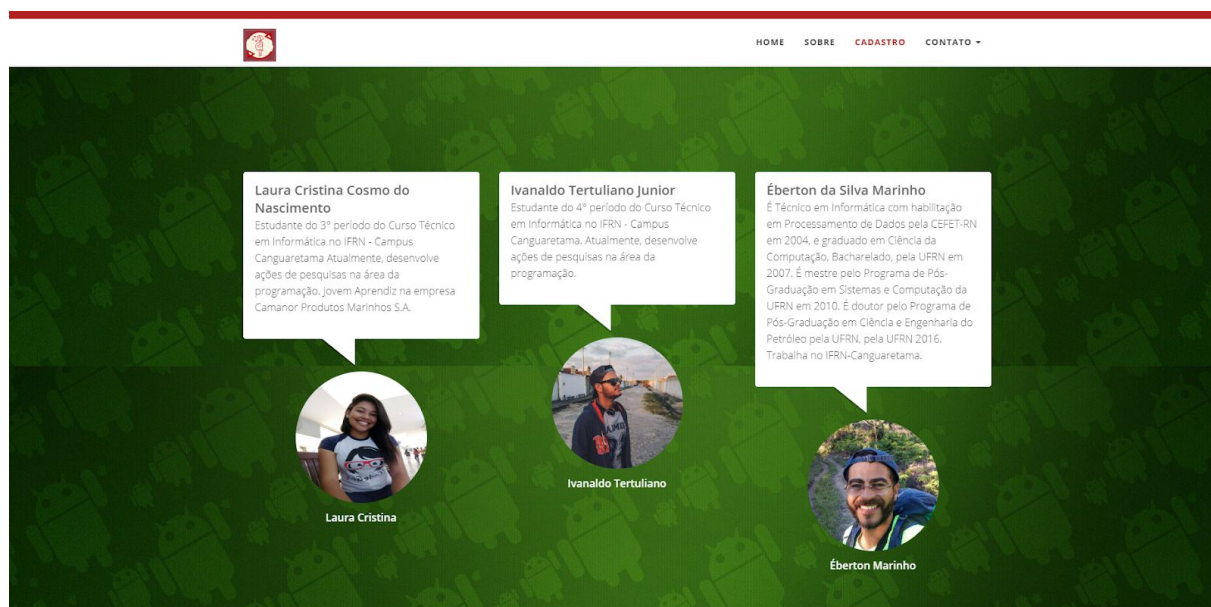 HOME SOBRE CADASTRO CONTATO
Laura Cristina Cosmo do
Nascimento
Estudante do 3º período do Curso Técnico
em Informática no IFRN - Campus
Canguaretama Atualmente, desenvolve
ações de pesquisas na área da
programação. Jovem Aprendiz na empresa
Camanor Produtos Marinhos S.A.
Laura Cristina
Ivanaldo Tertuliano Junior
Estudante do 4º período do Curso Técnico
em Informática no IFRN - Campus
Canguaretama. Atualmente, desenvolve
ações de pesquisas na área da
programação.
Ivanaldo Tertuliano
Éberton da Silva Marinho
É Técnico em Informática com habilitação
em Processamento de Dados pela CEFET-RN
em 2004, e graduado em Ciência da
Computação, Bacharelado, pela UFRN em
2007. É mestre pelo Programa de Pós-
Graduação em Sistemas e Computação da
UFRN em 2010. É doutor pelo Programa de
Pós-Graduação em Ciência e Engenharia do
Petróleo pela UFRN, pela UFRN 2016.
Trabalha no IFRN-Canguaretama.
Éberton Marinho